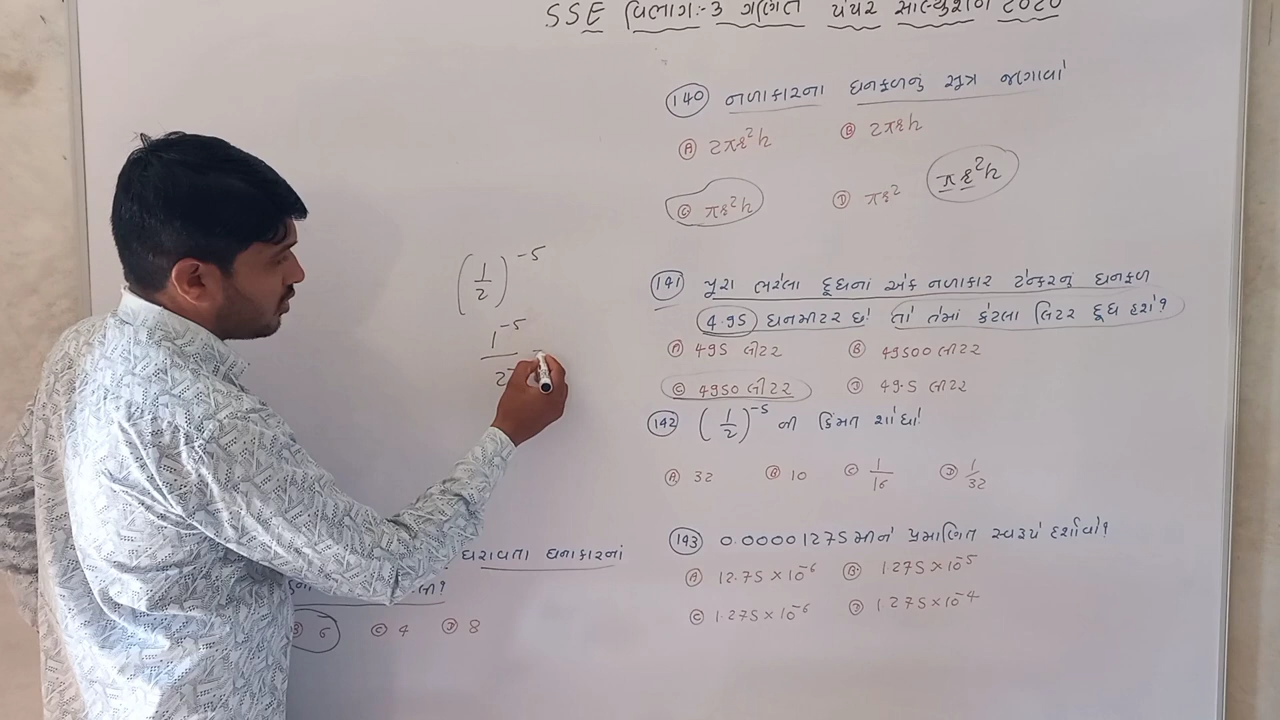 SSE વિભાગ:-3 ગણિત પેપર સોલ્યુશન ૨૦૨૦
(140) નળાકારના ઘનફળનું સૂત્ર જણાવો
(A) 2πr²h (B) 2πrh
(C) πr²h (D) πr² πr²h
(141) પૂરા ભરેલા દૂધનાં એક નળાકાર ટેન્કરનું ઘનફળ
4.95 ઘનમીટર છે! તો તેમાં કેટલા લિટર દૂધ હશે?
(A) 495 લીટર (B) 49500 લીટર
(C) 4950 લીટર (D) 49.5 લીટર
(142) (1/2)⁻⁵ ની કિંમત શોધો!
(A) 32 (B) 10 (C) 1/16 (D) 1/32
(143) 0.00001275 મીને પ્રમાણિત સ્વરૂપે દર્શાવો?
(A) 12.75 × 10⁻⁶ (B) 1275 × 10⁻⁵
(C) 1.275 × 10⁻⁶ (D) 1275 × 10⁻⁴
(1/2)⁻⁵
1⁻⁵
2⁻ =
ધરાવતા ઘનાકારનાં
(B) 6 (C) 4 (D) 8